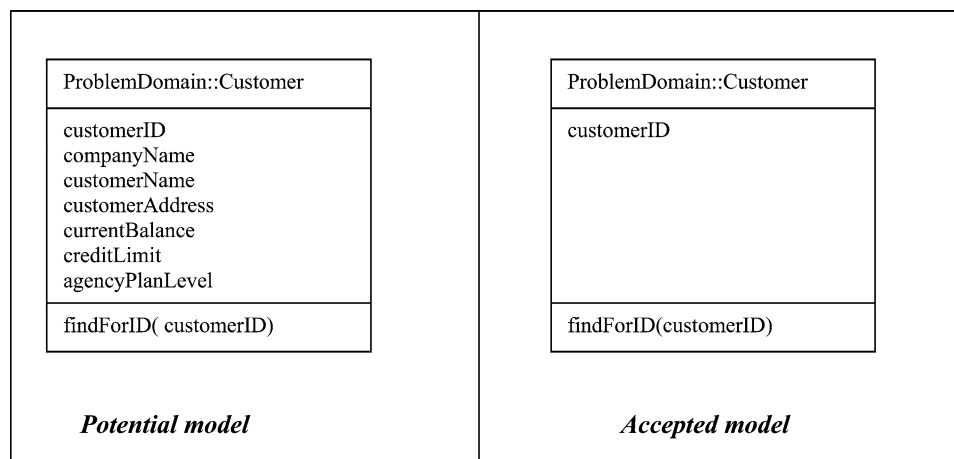 ProblemDomain::Customer
customerID
companyName
customerName
customerAddress
currentBalance
creditLimit
agencyPlanLevel
findForID( customerID)
Potential model
ProblemDomain::Customer
customerID
findForID(customerID)
Accepted model